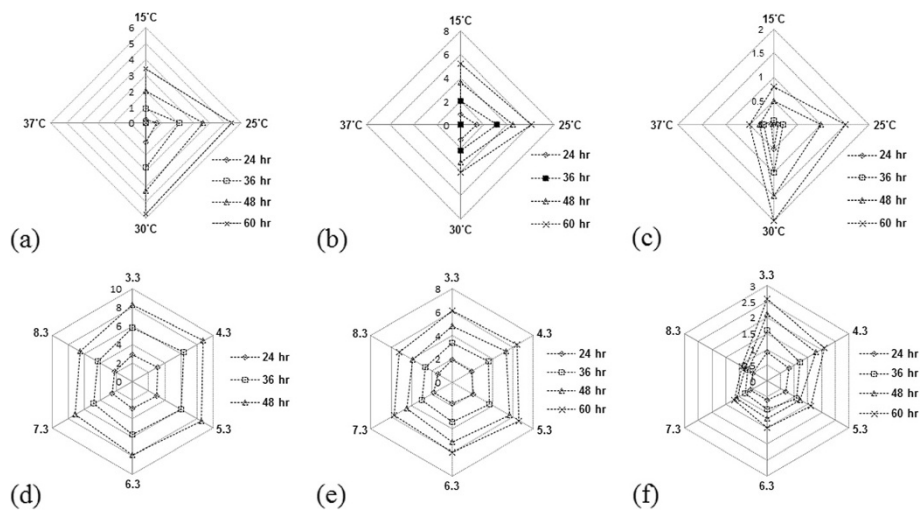 15°C
6
5
4
3
2
1
0
37°C
25°C
24 hr
36 hr
48 hr
60 hr
30°C
(a)
15°C
8
6
4
2
0
37°C
25°C
24 hr
36 hr
48 hr
60 hr
30°C
(b)
15°C
2
1.5
1
0.5
37°C
25°C
24 hr
36 hr
48 hr
60 hr
30°C
(c)
3.3
10
8
6
4
2
0
8.3
4.3
24 hr
36 hr
48 hr
7.3
5.3
6.3
(d)
3.3
8
6
4
2
0
8.3
4.3
24 hr
36 hr
48 hr
60 hr
7.3
5.3
6.3
(e)
3.3
3
2.5
2
1.5
8.3
4.3
24 hr
36 hr
48 hr
60 hr
7.3
5.3
6.3
(f)